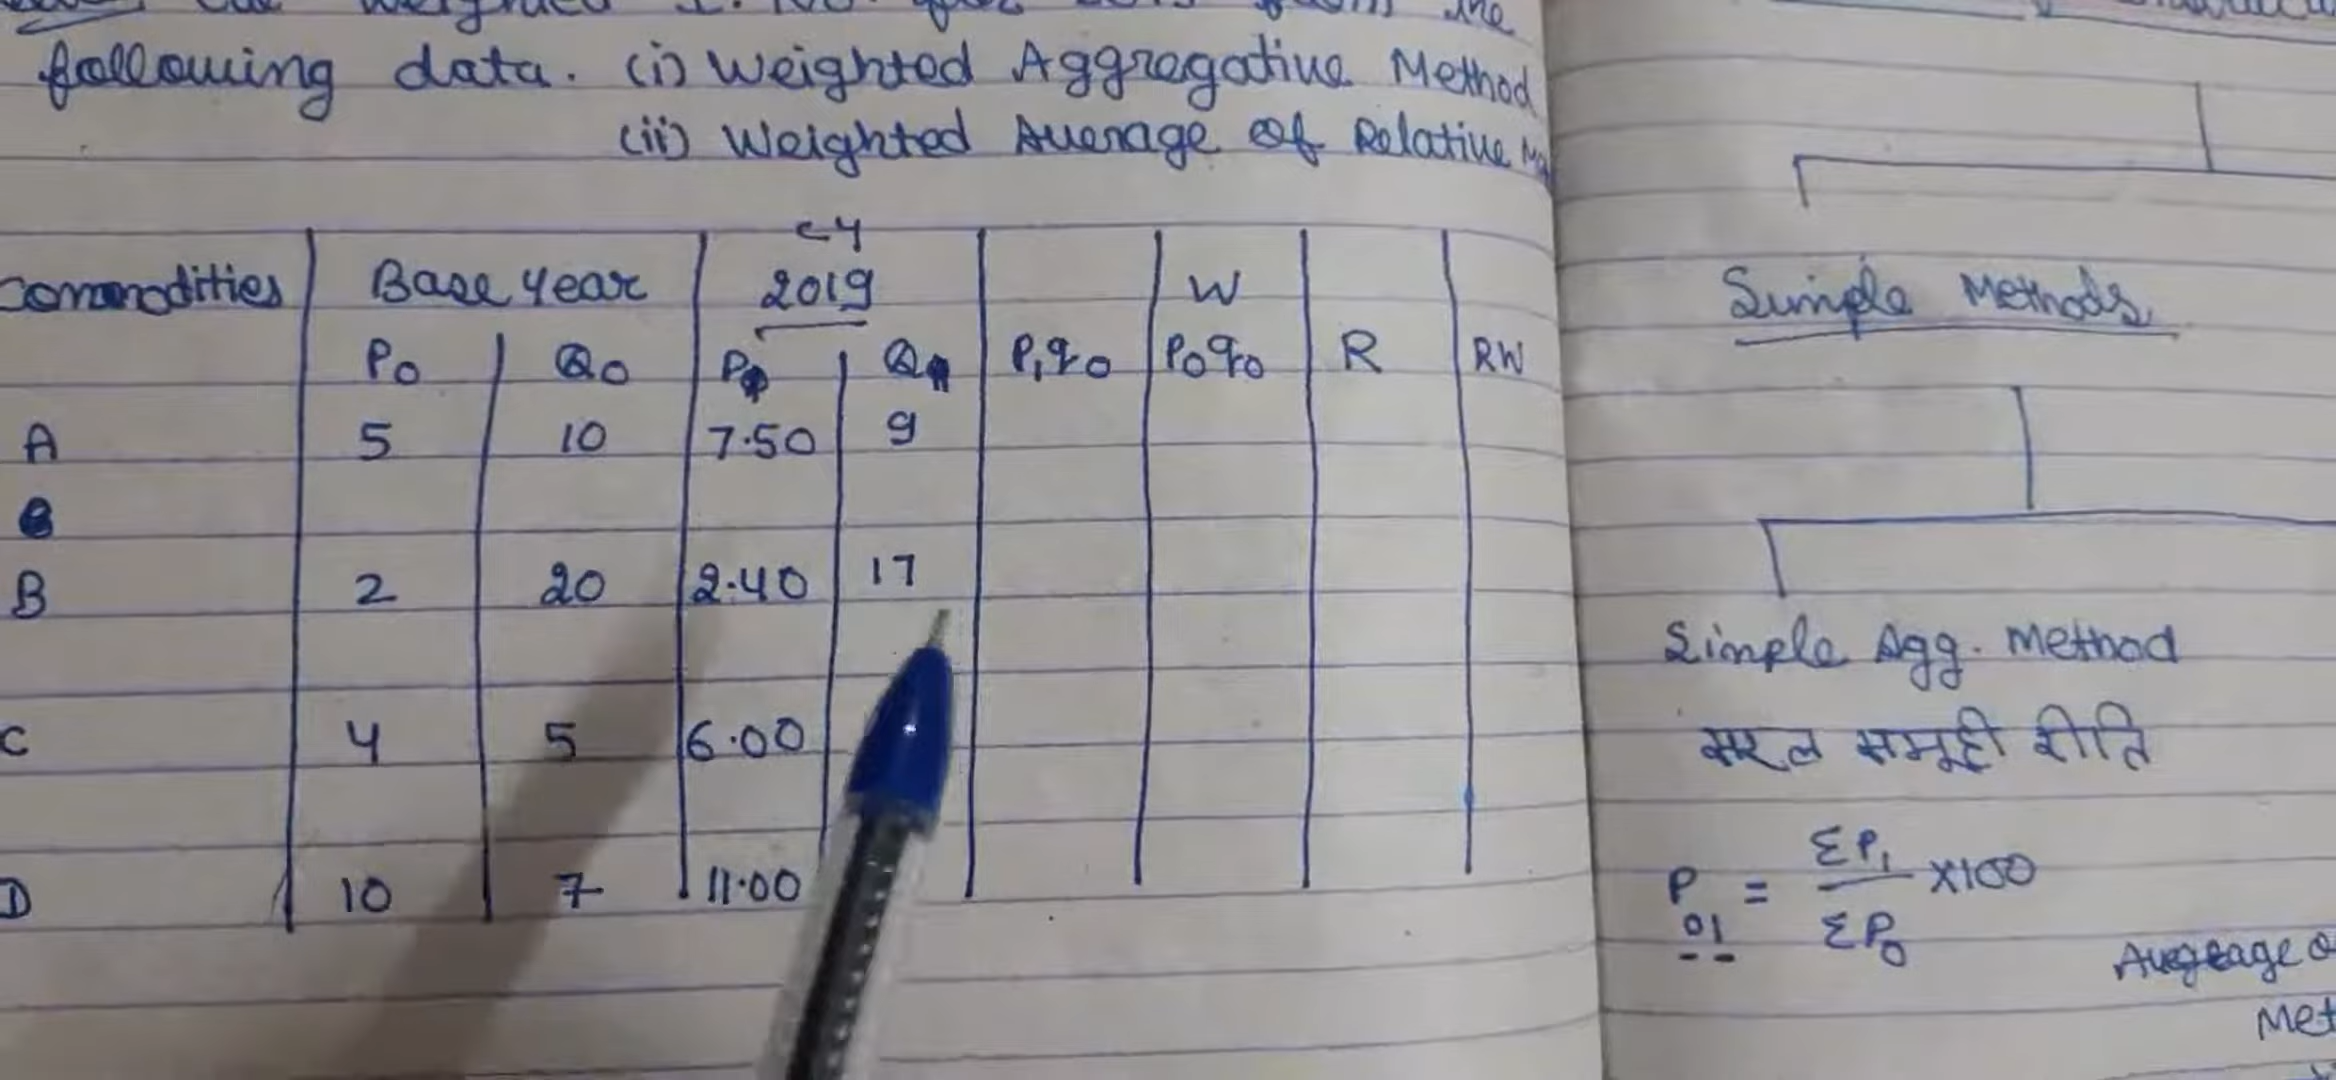 following data. (i) Weighted Aggregative Method
(ii) Weighted Average Of Relative
C4
Commodities Base Year 2019 W
P0 Q0 P1 Q1 P1q0 P0q0 R RW
A 5 10 7.50 9
B 2 20 2.40 17
C 4 5 6.00
D 10 7 11.00
Simple Methods
Simple Agg. Method
सरल समूही रीति
P01 = ΣP1 / ΣP0 ×100
Average